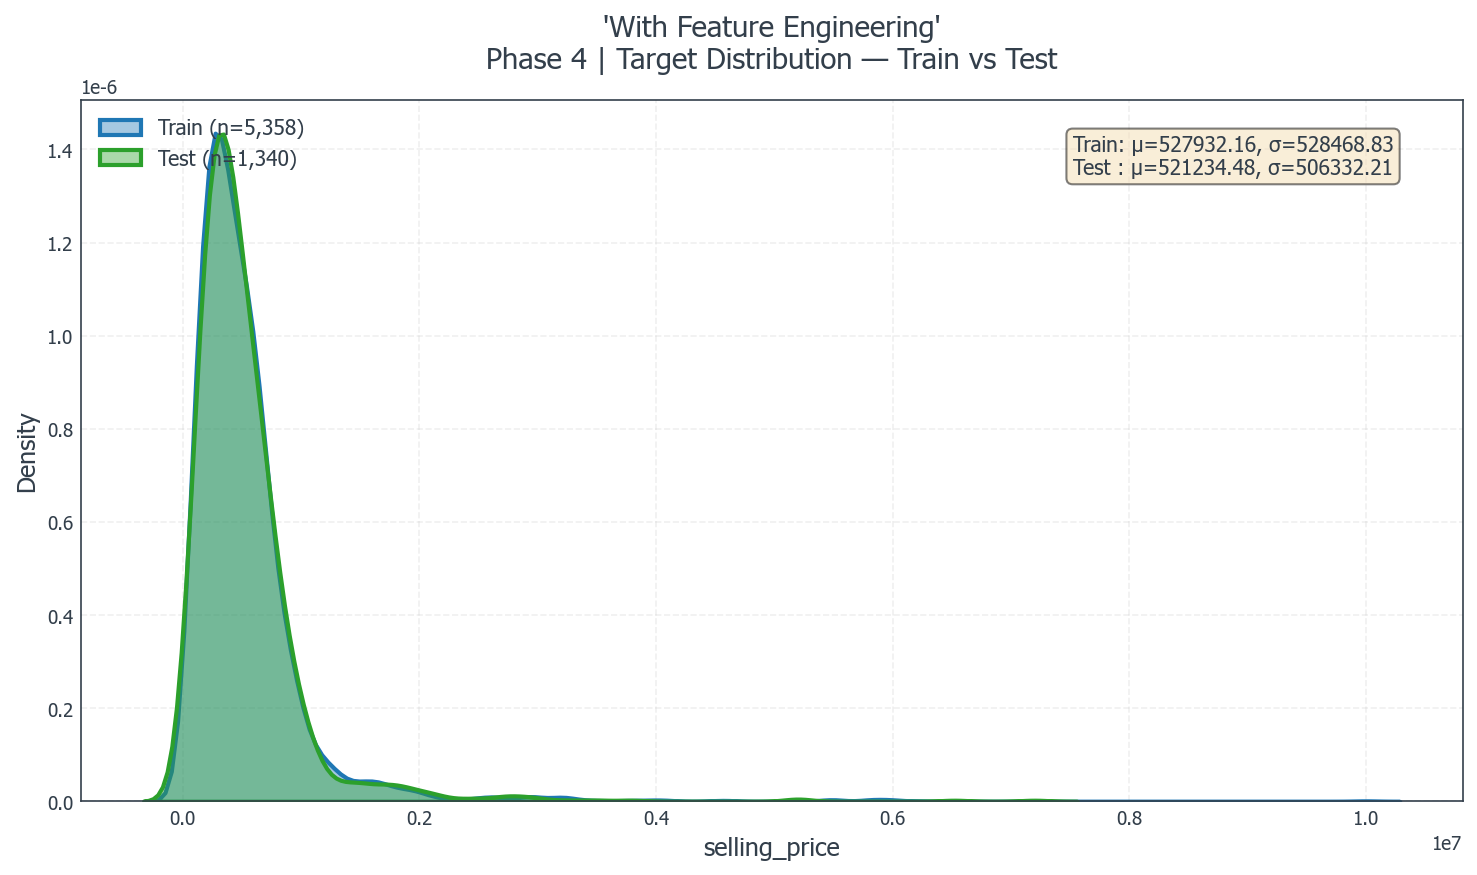 'With Feature Engineering'
Phase 4 | Target Distribution — Train vs Test
1e-6
Train (n=5,358)
Test (n=1,340)
Train: μ=527932.16, σ=528468.83
Test : μ=521234.48, σ=506332.21
1.4
1.2
1.0
0.8
0.6
0.4
0.2
0.0
Density
0.0 0.2 0.4 0.6 0.8 1.0
1e7
selling_price